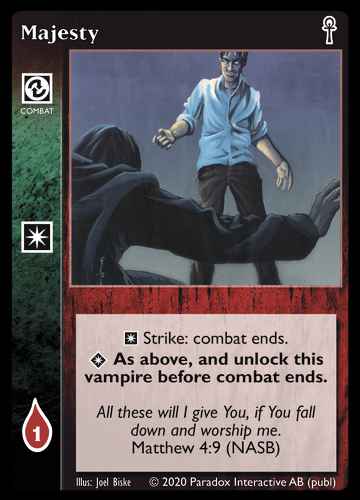 Majesty
COMBAT
Strike: combat ends.
As above, and unlock this
vampire before combat ends.
All these will I give You, if You fall
down and worship me.
Matthew 4:9 (NASB)
1
Illus: Joel Biske © 2020 Paradox Interactive AB (publ)